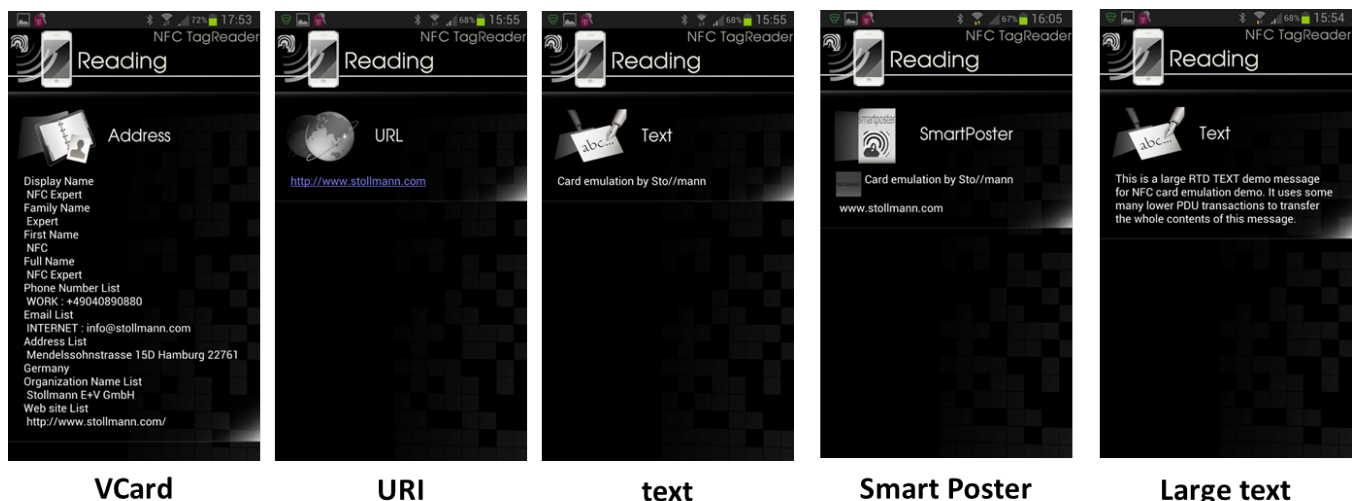 72% 17:53
NFC TagReader
Reading
Address
Display Name
NFC Expert
Family Name
Expert
First Name
NFC
Full Name
NFC Expert
Phone Number List
WORK : +49040890880
Email List
INTERNET : info@stollmann.com
Address List
Mendelssohnstrasse 15D Hamburg 22761
Germany
Organization Name List
Stollmann E+V GmbH
Web site List
http://www.stollmann.com/
VCard
68% 15:55
NFC TagReader
Reading
URL
http://www.stollmann.com
URI
68% 15:55
NFC TagReader
Reading
abc...
Text
Card emulation by Sto//mann
text
67% 16:05
NFC TagReader
Reading
smartposter
SmartPoster
Card emulation by Sto//mann
www.stollmann.com
Smart Poster
68% 15:54
NFC TagReader
Reading
abc...
Text
This is a large RTD TEXT demo message
for NFC card emulation demo. It uses some
many lower PDU transactions to transfer
the whole contents of this message.
Large text